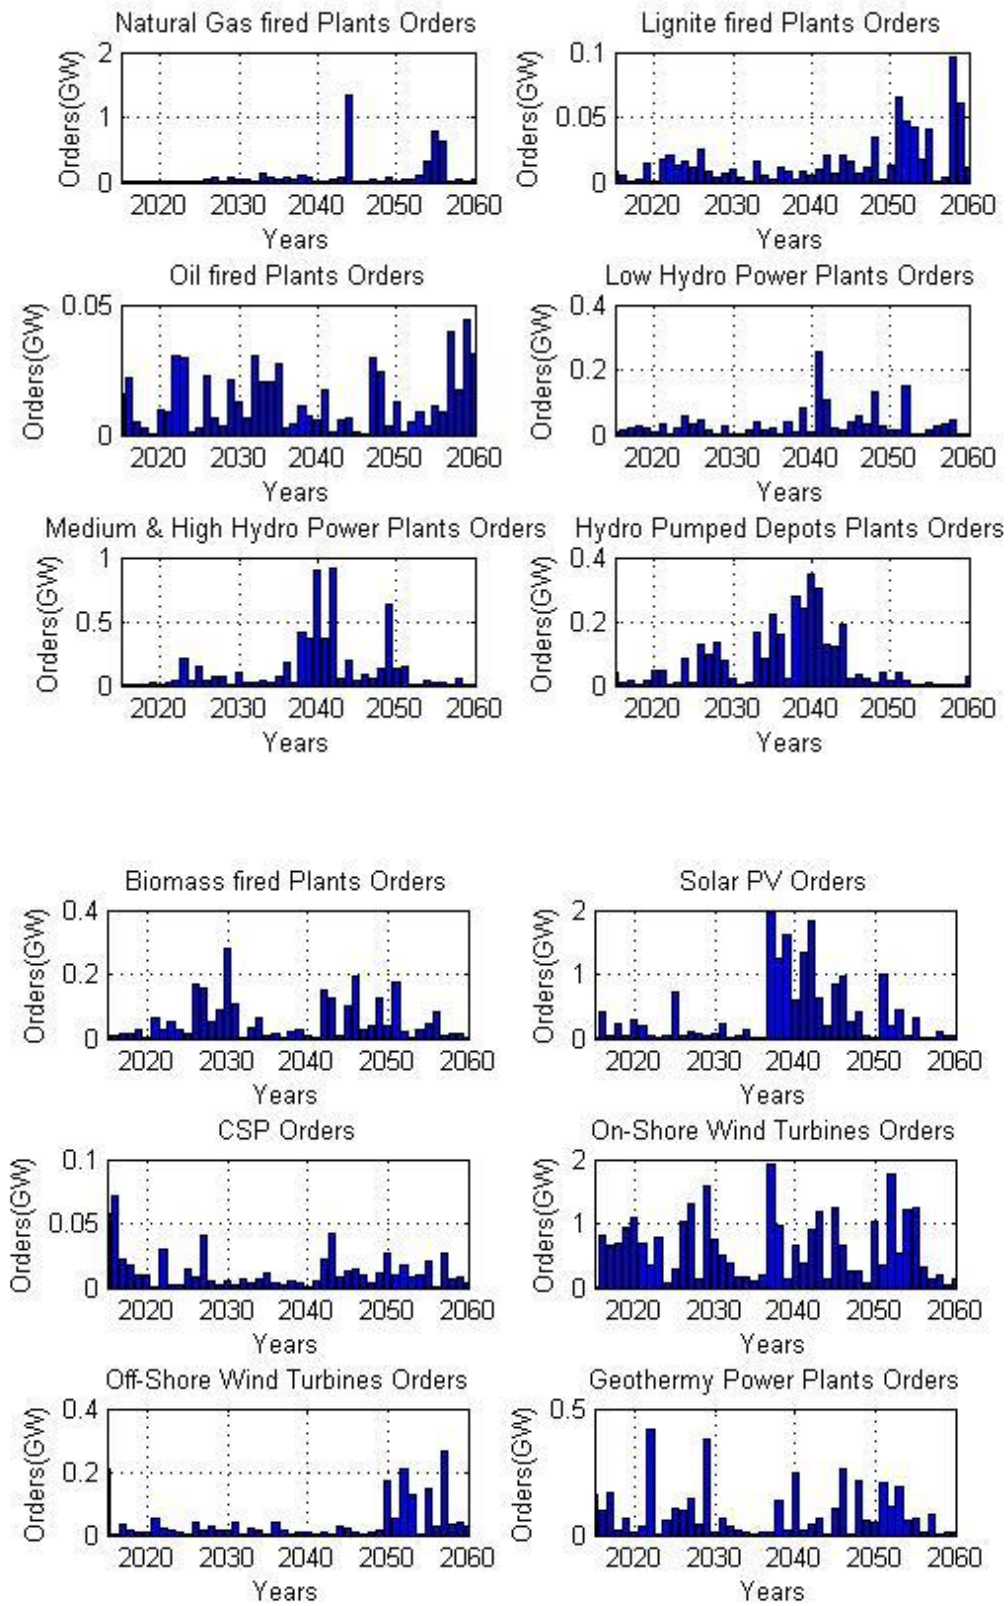 Natural Gas fired Plants Orders
Orders(GW)
2
1
0
2020 2030 2040 2050 2060
Years
Lignite fired Plants Orders
Orders(GW)
0.1
0.05
0
2020 2030 2040 2050 2060
Years
Oil fired Plants Orders
Orders(GW)
0.05
0
2020 2030 2040 2050 2060
Years
Low Hydro Power Plants Orders
Orders(GW)
0.4
0.2
0
2020 2030 2040 2050 2060
Years
Medium & High Hydro Power Plants Orders
Orders(GW)
1
0.5
0
2020 2030 2040 2050 2060
Years
Hydro Pumped Depots Plants Orders
Orders(GW)
0.4
0.2
0
2020 2030 2040 2050 2060
Years
Biomass fired Plants Orders
Orders(GW)
0.4
0.2
0
2020 2030 2040 2050 2060
Years
Solar PV Orders
Orders(GW)
2
1
0
2020 2030 2040 2050 2060
Years
CSP Orders
Orders(GW)
0.1
0.05
0
2020 2030 2040 2050 2060
Years
On-Shore Wind Turbines Orders
Orders(GW)
2
1
0
2020 2030 2040 2050 2060
Years
Off-Shore Wind Turbines Orders
Orders(GW)
0.4
0.2
0
2020 2030 2040 2050 2060
Years
Geothermy Power Plants Orders
Orders(GW)
0.5
0
2020 2030 2040 2050 2060
Years